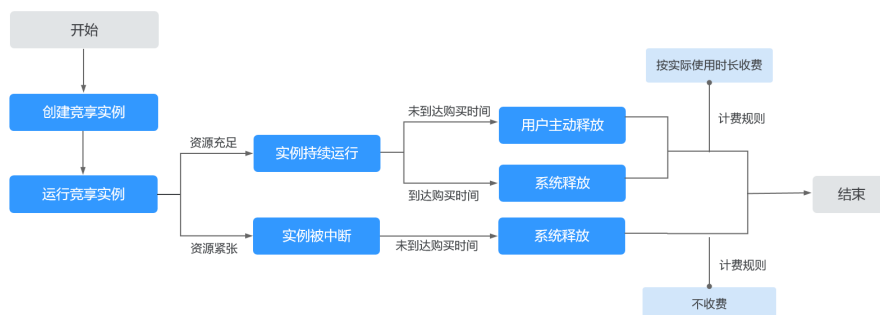 开始
创建竞享实例
运行竞享实例
资源充足
实例持续运行
未到达购买时间
用户主动释放
到达购买时间
系统释放
按实际使用时长收费
计费规则
资源紧张
实例被中断
未到达购买时间
系统释放
计费规则
不收费
结束